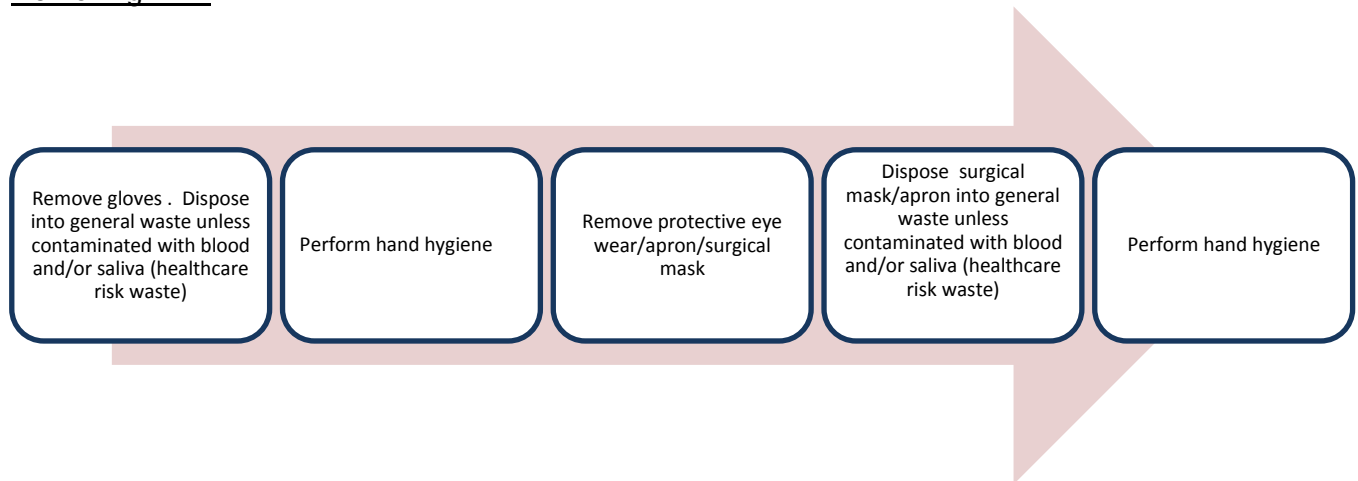 Remove gloves . Dispose
into general waste unless
contaminated with blood
and/or saliva (healthcare
risk waste)
Perform hand hygiene
Remove protective eye
wear/apron/surgical
mask
Dispose surgical
mask/apron into general
waste unless
contaminated with blood
and/or saliva (healthcare
risk waste)
Perform hand hygiene